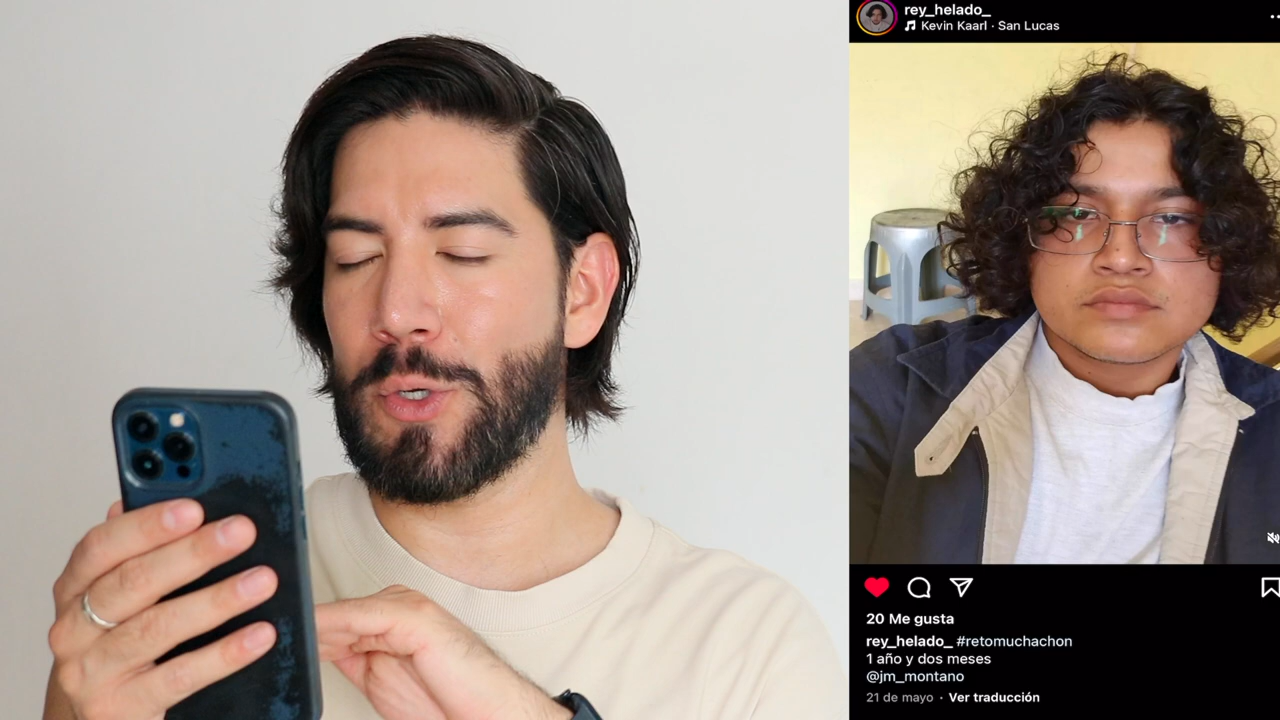 rey_helado_
Kevin Kaarl · San Lucas
20 Me gusta
rey_helado_ #retomuchachon
1 año y dos meses
@jm_montano
21 de mayo · Ver traducción